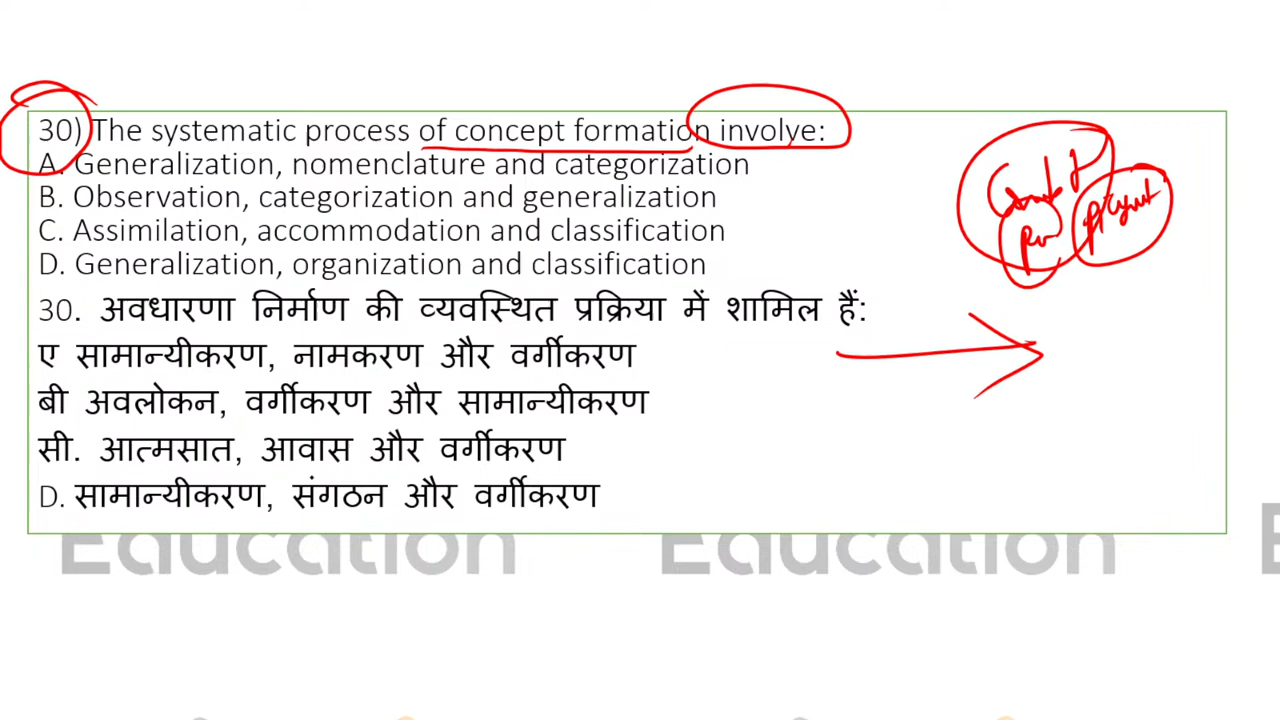 30) The systematic process of concept formation involve:
A. Generalization, nomenclature and categorization
B. Observation, categorization and generalization
C. Assimilation, accommodation and classification
D. Generalization, organization and classification
30. अवधारणा निर्माण की व्यवस्थित प्रक्रिया में शामिल हैं:
ए सामान्यीकरण, नामकरण और वर्गीकरण
बी अवलोकन, वर्गीकरण और सामान्यीकरण
सी. आत्मसात, आवास और वर्गीकरण
D. सामान्यीकरण, संगठन और वर्गीकरण
Education Education E